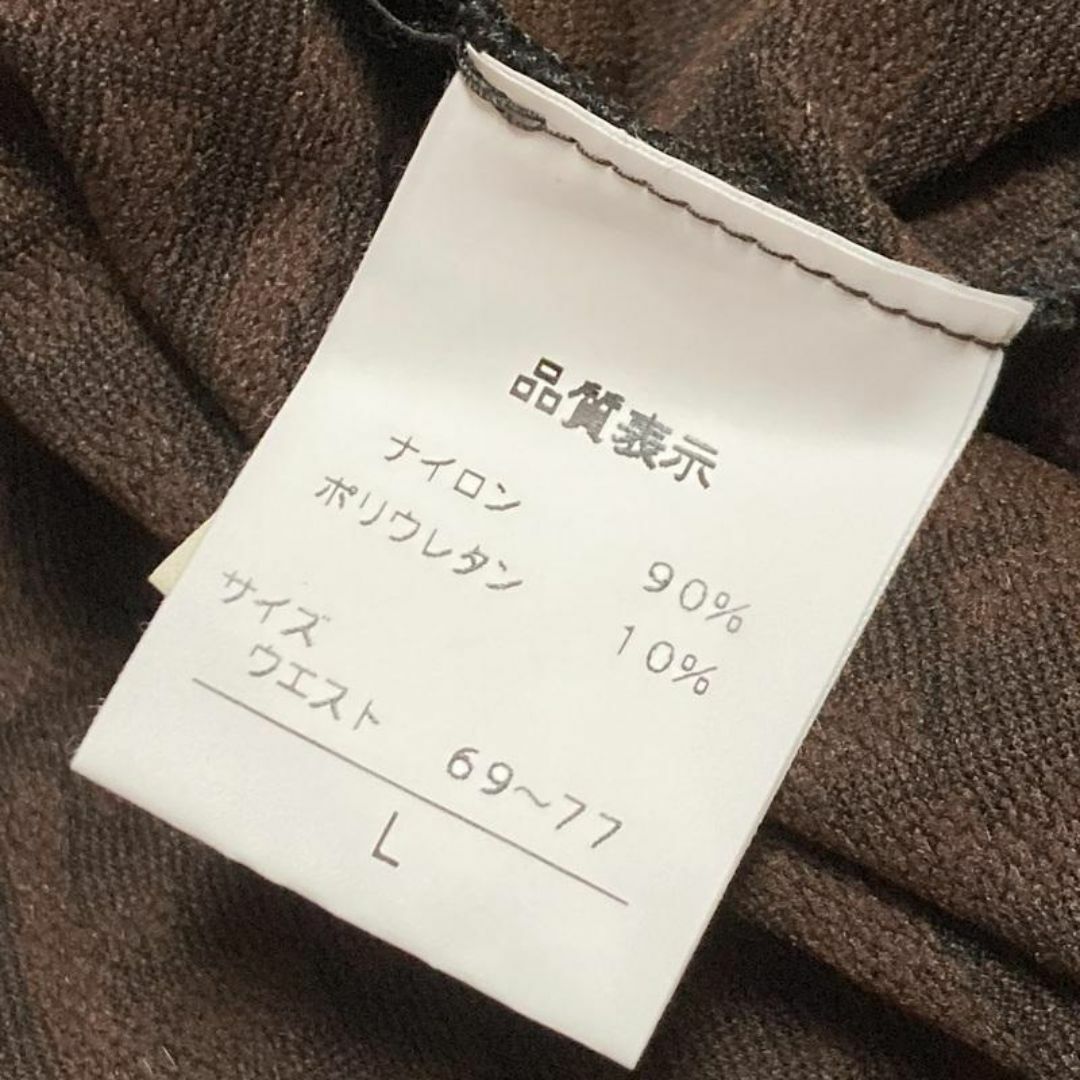 品質表示
ナイロン 90%
ポリウレタン 10%
サイズ
ウエスト 69~77
L